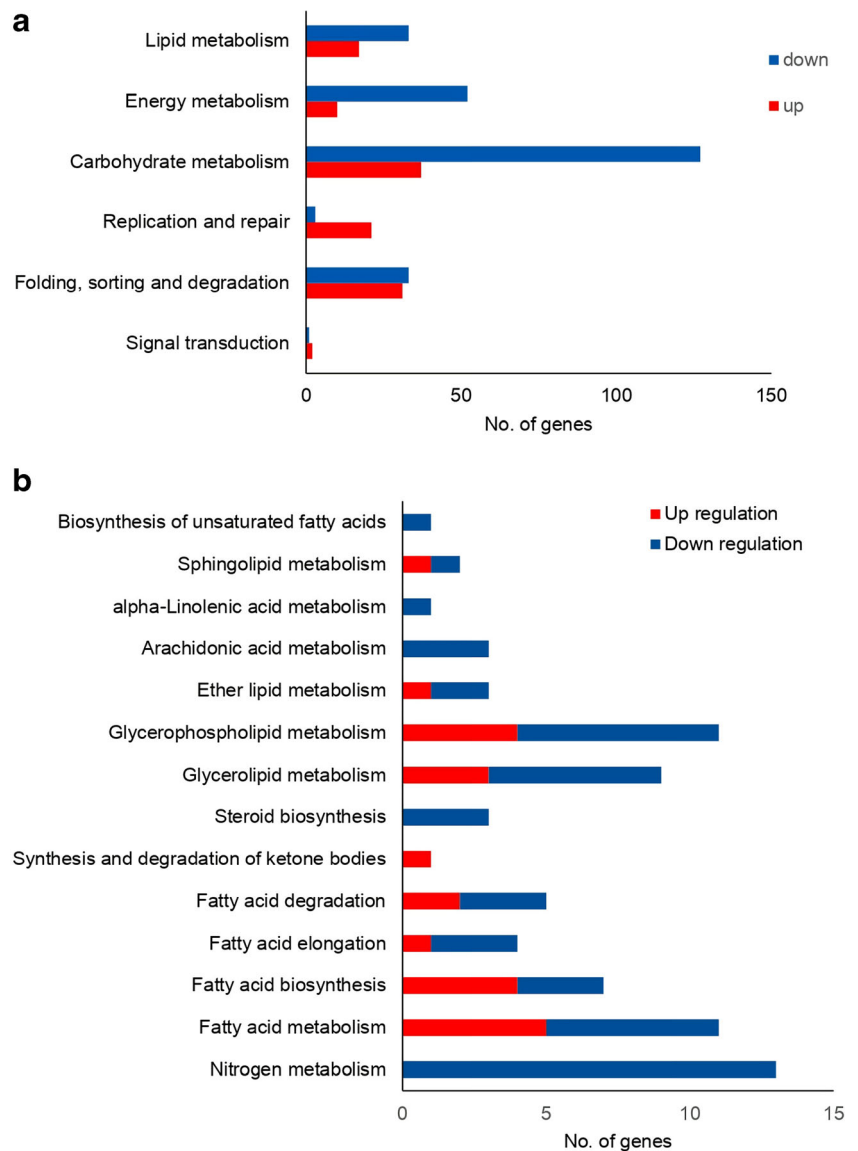 a
Lipid metabolism
Energy metabolism
Carbohydrate metabolism
Replication and repair
Folding, sorting and degradation
Signal transduction
down
up
0 50 100 150
No. of genes
b
Biosynthesis of unsaturated fatty acids
Sphingolipid metabolism
alpha-Linolenic acid metabolism
Arachidonic acid metabolism
Ether lipid metabolism
Glycerophospholipid metabolism
Glycerolipid metabolism
Steroid biosynthesis
Synthesis and degradation of ketone bodies
Fatty acid degradation
Fatty acid elongation
Fatty acid biosynthesis
Fatty acid metabolism
Nitrogen metabolism
Up regulation
Down regulation
0 5 10 15
No. of genes